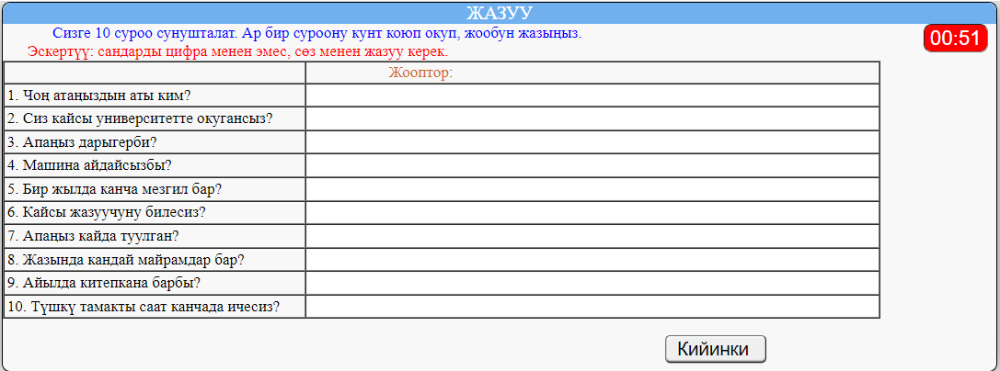 ЖАЗУУ
Сизге 10 суроо сунушталат. Ар бир суроону кунт коюп окуп, жообун жазыңыз.
00:51
Эскертүү: сандарды цифра менен эмес, сөз менен жазуу керек.
Жооптор:
1. Чоң атаңыздын аты ким?
2. Сиз кайсы университетте окугансыз?
3. Апаңыз дарыгерби?
4. Машина айдайсызбы?
5. Бир жылда канча мезгил бар?
6. Кайсы жазуучуну билесиз?
7. Апаңыз кайда туулган?
8. Жазында кандай майрамдар бар?
9. Айылда китепкана барбы?
10. Түшкү тамакты саат канчада ичесиз?
Кийинки